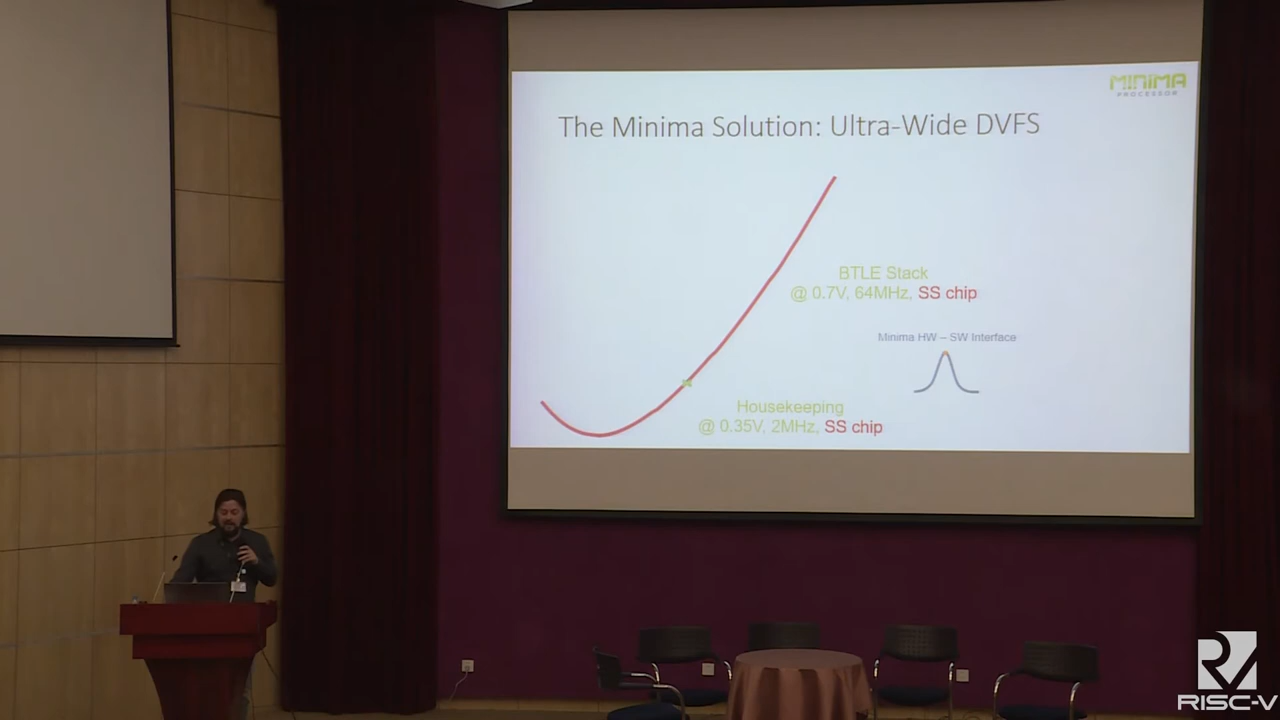 MINIMA
PROCESSOR
The Minima Solution: Ultra-Wide DVFS
BTLE Stack
@ 0.7V, 64MHz, SS chip
Minima HW – SW Interface
Housekeeping
@ 0.35V, 2MHz, SS chip
RISC-V